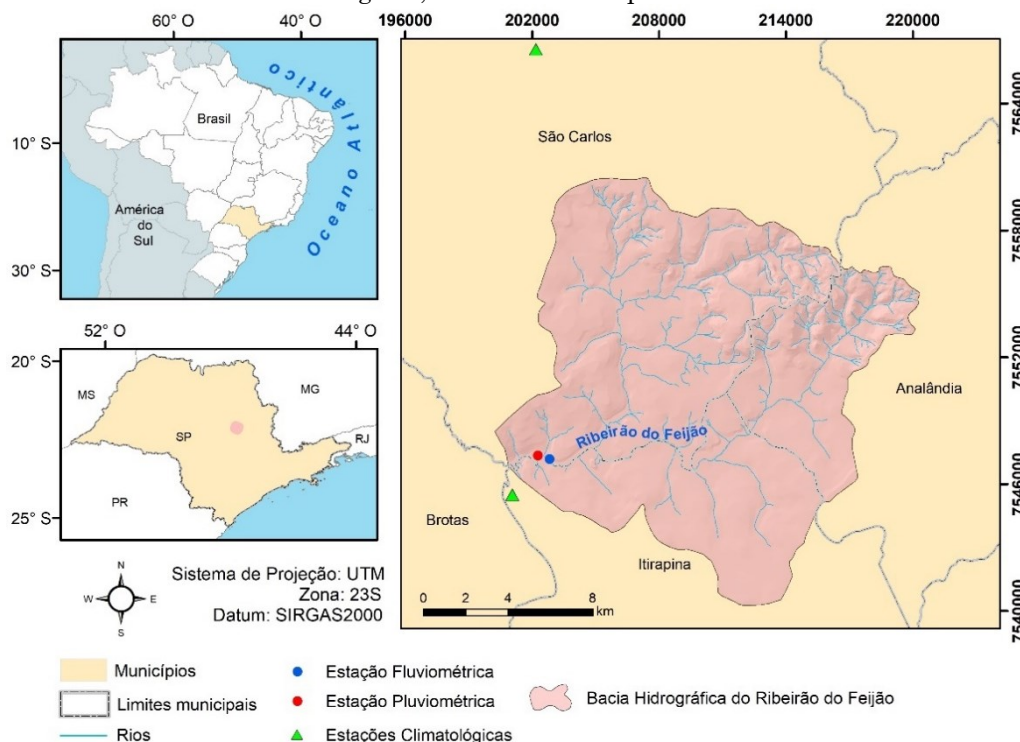 60° O 40° O
10° S
30° S
Brasil
América
do
Sul
Oceano Atlântico
52° O 44° O
20° S
25° S
MS
MG
SP
RJ
PR
196000 202000 208000 214000 220000
7564000
7558000
7552000
7546000
7540000
São Carlos
Analândia
Ribeirão do Feijão
Brotas
Itirapina
0 2 4 8
km
N
W E
S
Sistema de Projeção: UTM
Zona: 23S
Datum: SIRGAS2000
Municípios
Limites municipais
Rios
Estação Fluviométrica
Estação Pluviométrica
Estações Climatológicas
Bacia Hidrográfica do Ribeirão do Feijão